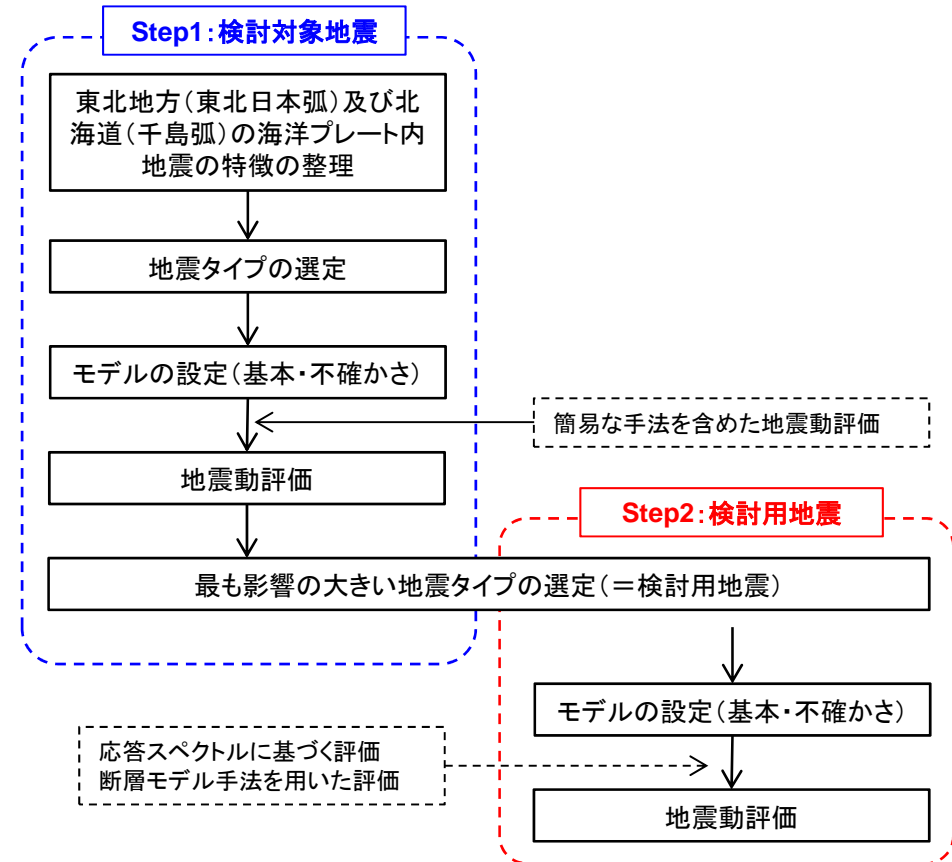 Step1:検討対象地震
東北地方(東北日本弧)及び北
海道(千島弧)の海洋プレート内
地震の特徴の整理
地震タイプの選定
モデルの設定(基本・不確かさ)
簡易な手法を含めた地震動評価
地震動評価
Step2:検討用地震
最も影響の大きい地震タイプの選定(=検討用地震)
モデルの設定(基本・不確かさ)
応答スペクトルに基づく評価
断層モデル手法を用いた評価
地震動評価